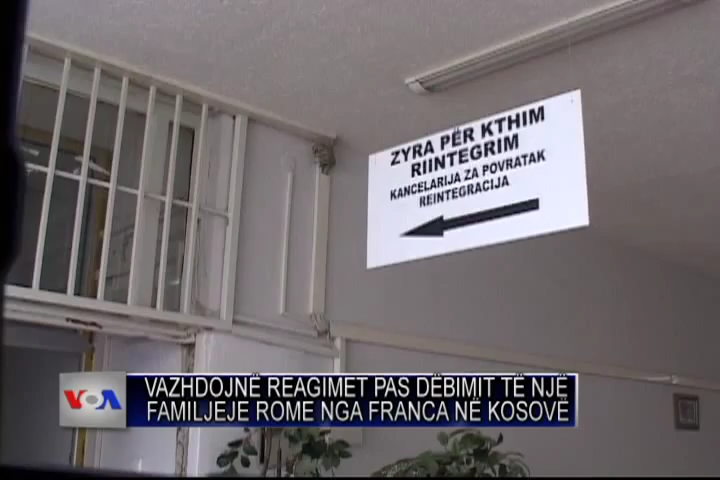 ZYRA PËR KTHIM
RIINTEGRIM
KANCELARIJA ZA POVRATAK
REINTEGRACIJA
VOA
VAZHDOJNË REAGIMET PAS DËBIMIT TË NJË
FAMILJEJE ROME NGA FRANCA NË KOSOVË